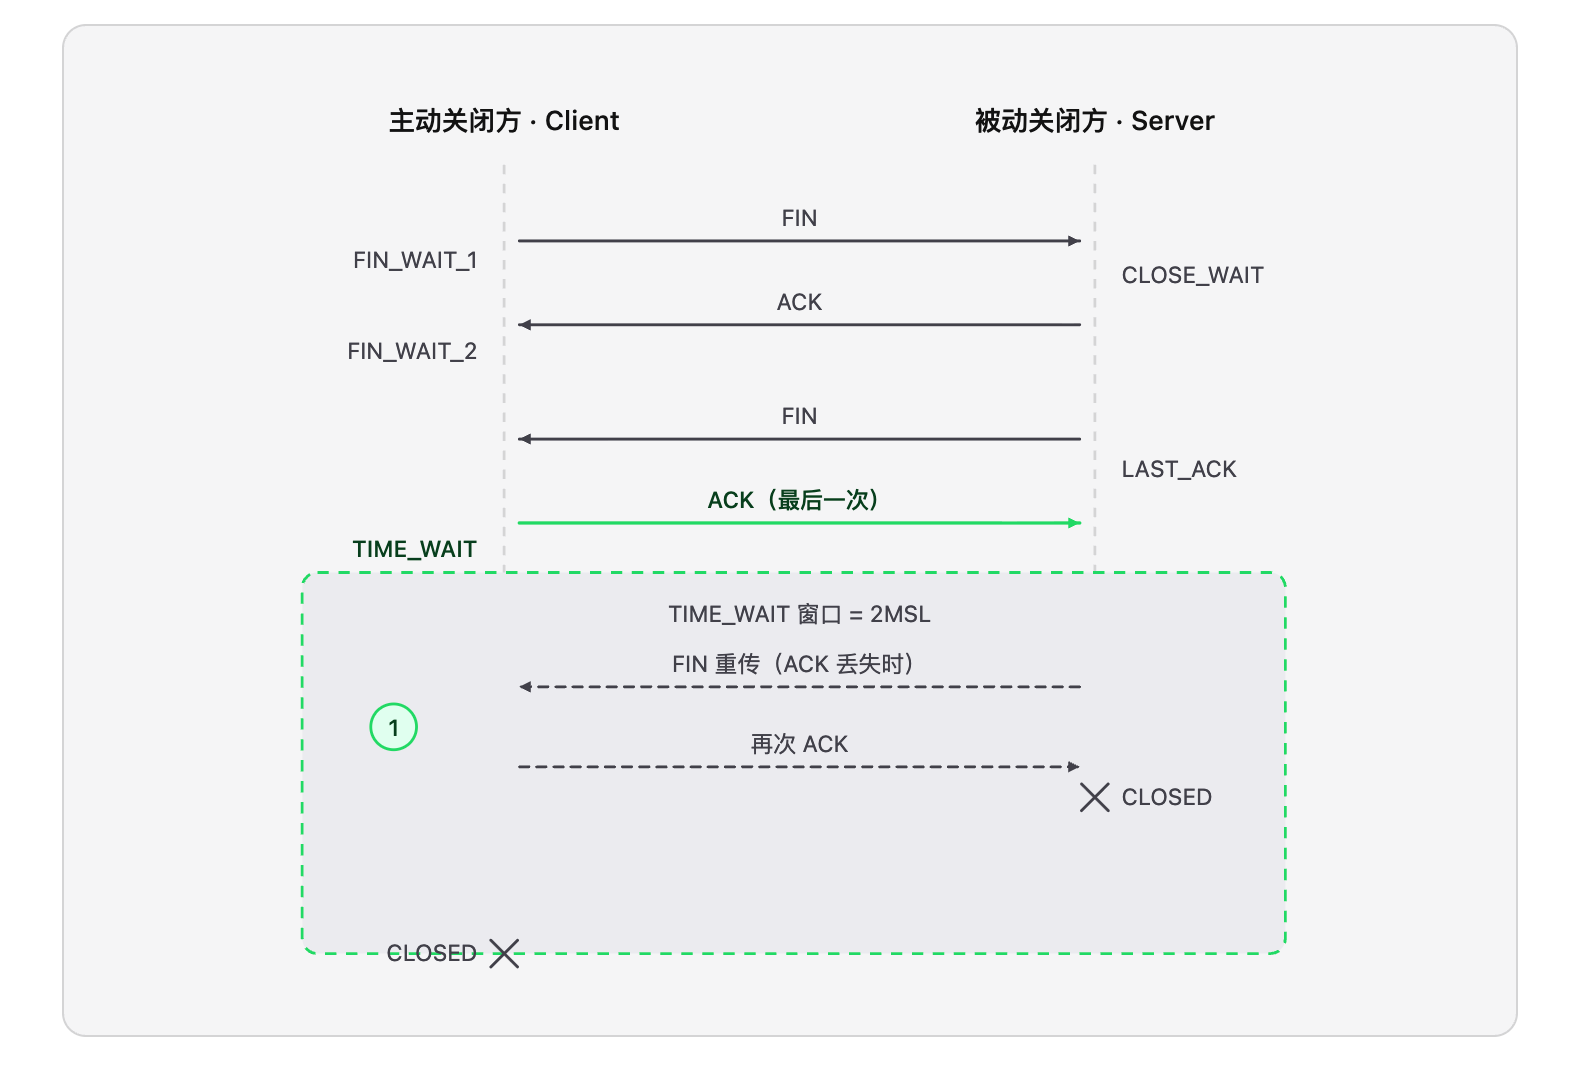 主动关闭方 · Client
被动关闭方 · Server
FIN
FIN_WAIT_1
CLOSE_WAIT
ACK
FIN_WAIT_2
FIN
LAST_ACK
ACK（最后一次）
TIME_WAIT
TIME_WAIT 窗口 = 2MSL
FIN 重传（ACK 丢失时）
1
再次 ACK
CLOSED
CLOSED